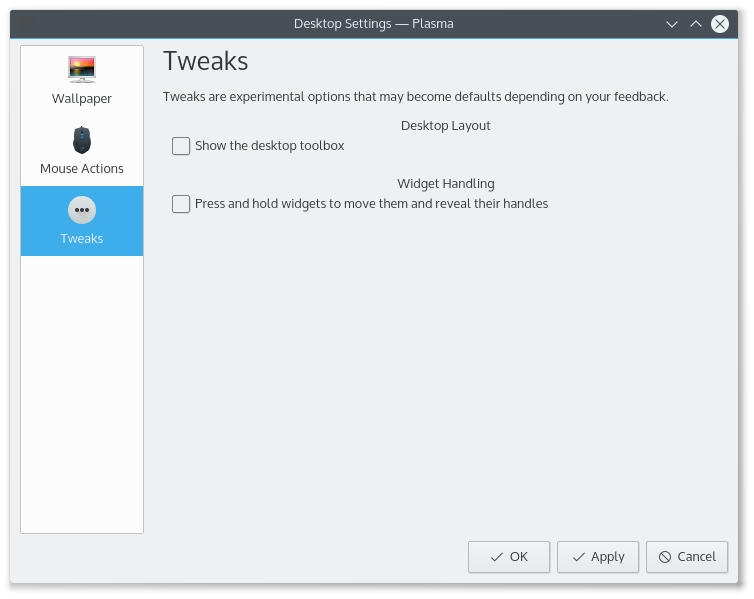 Desktop Settings — Plasma
Wallpaper
Mouse Actions
Tweaks
Tweaks
Tweaks are experimental options that may become defaults depending on your feedback.
Desktop Layout
Show the desktop toolbox
Widget Handling
Press and hold widgets to move them and reveal their handles
OK
Apply
Cancel